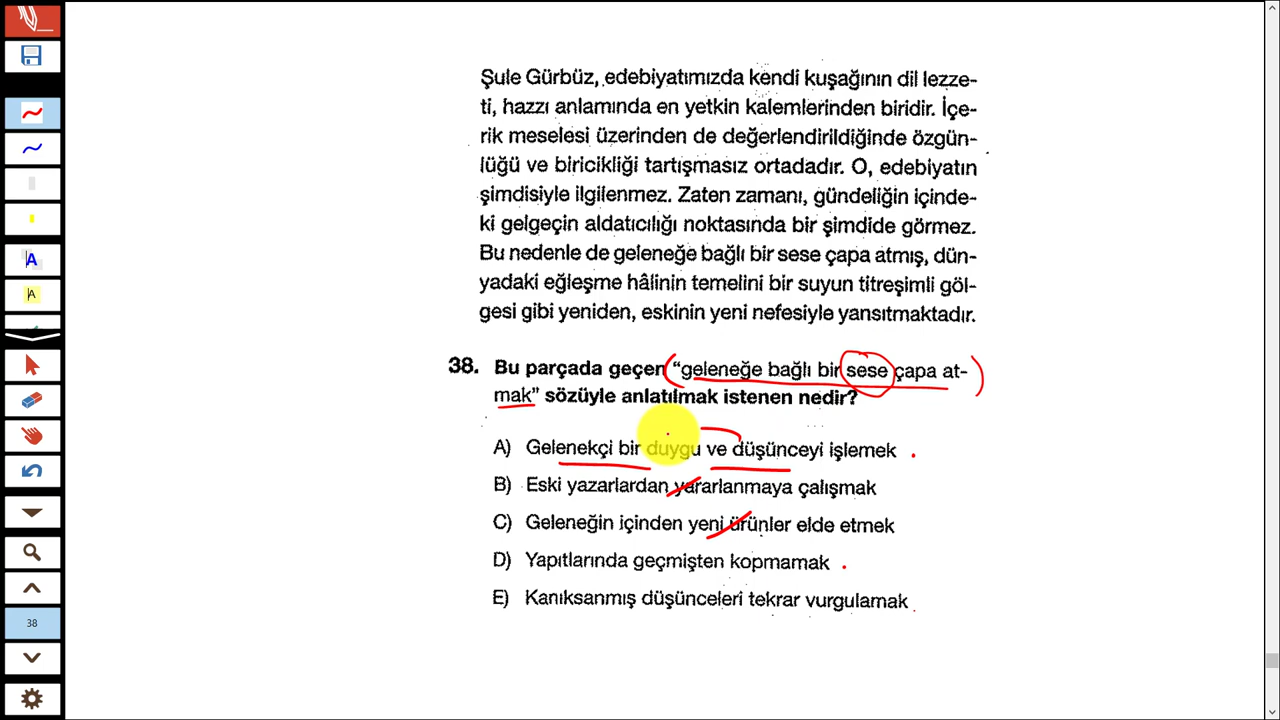 Şule Gürbüz, edebiyatımızda kendi kuşağının dil lezze-
ti, hazzı anlamında en yetkin kalemlerinden biridir. İçe-
rik meselesi üzerinden de değerlendirildiğinde özgün-
lüğü ve biricikliği tartışmasız ortadadır. O, edebiyatın
şimdisiyle ilgilenmez. Zaten zamanı, gündeliğin içinde-
ki gelgeçin aldatıcılığı noktasında bir şimdide görmez.
Bu nedenle de geleneğe bağlı bir sese çapa atmış, dün-
yadaki eğleşme hâlinin temelini bir suyun titreşimli göl-
gesi gibi yeniden, eskinin yeni nefesiyle yansıtmaktadır.
38. Bu parçada geçen “geleneğe bağlı bir sese çapa at-
mak” sözüyle anlatılmak istenen nedir?
A) Gelenekçi bir duygu ve düşünceyi işlemek
B) Eski yazarlardan yararlanmaya çalışmak
C) Geleneğin içinden yeni ürünler elde etmek
D) Yapıtlarında geçmişten kopmamak
E) Kanıksanmış düşünceleri tekrar vurgulamak
A
A
38